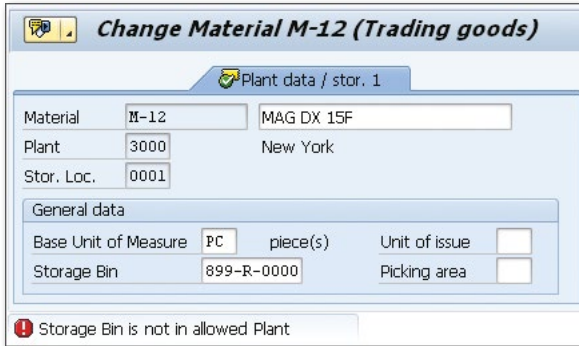 Change Material M-12 (Trading goods)
Plant data / stor. 1
Material M-12 MAG DX 15F
Plant 3000 New York
Stor. Loc. 0001
General data
Base Unit of Measure PC piece(s) Unit of issue
Storage Bin 899-R-0000 Picking area
Storage Bin is not in allowed Plant